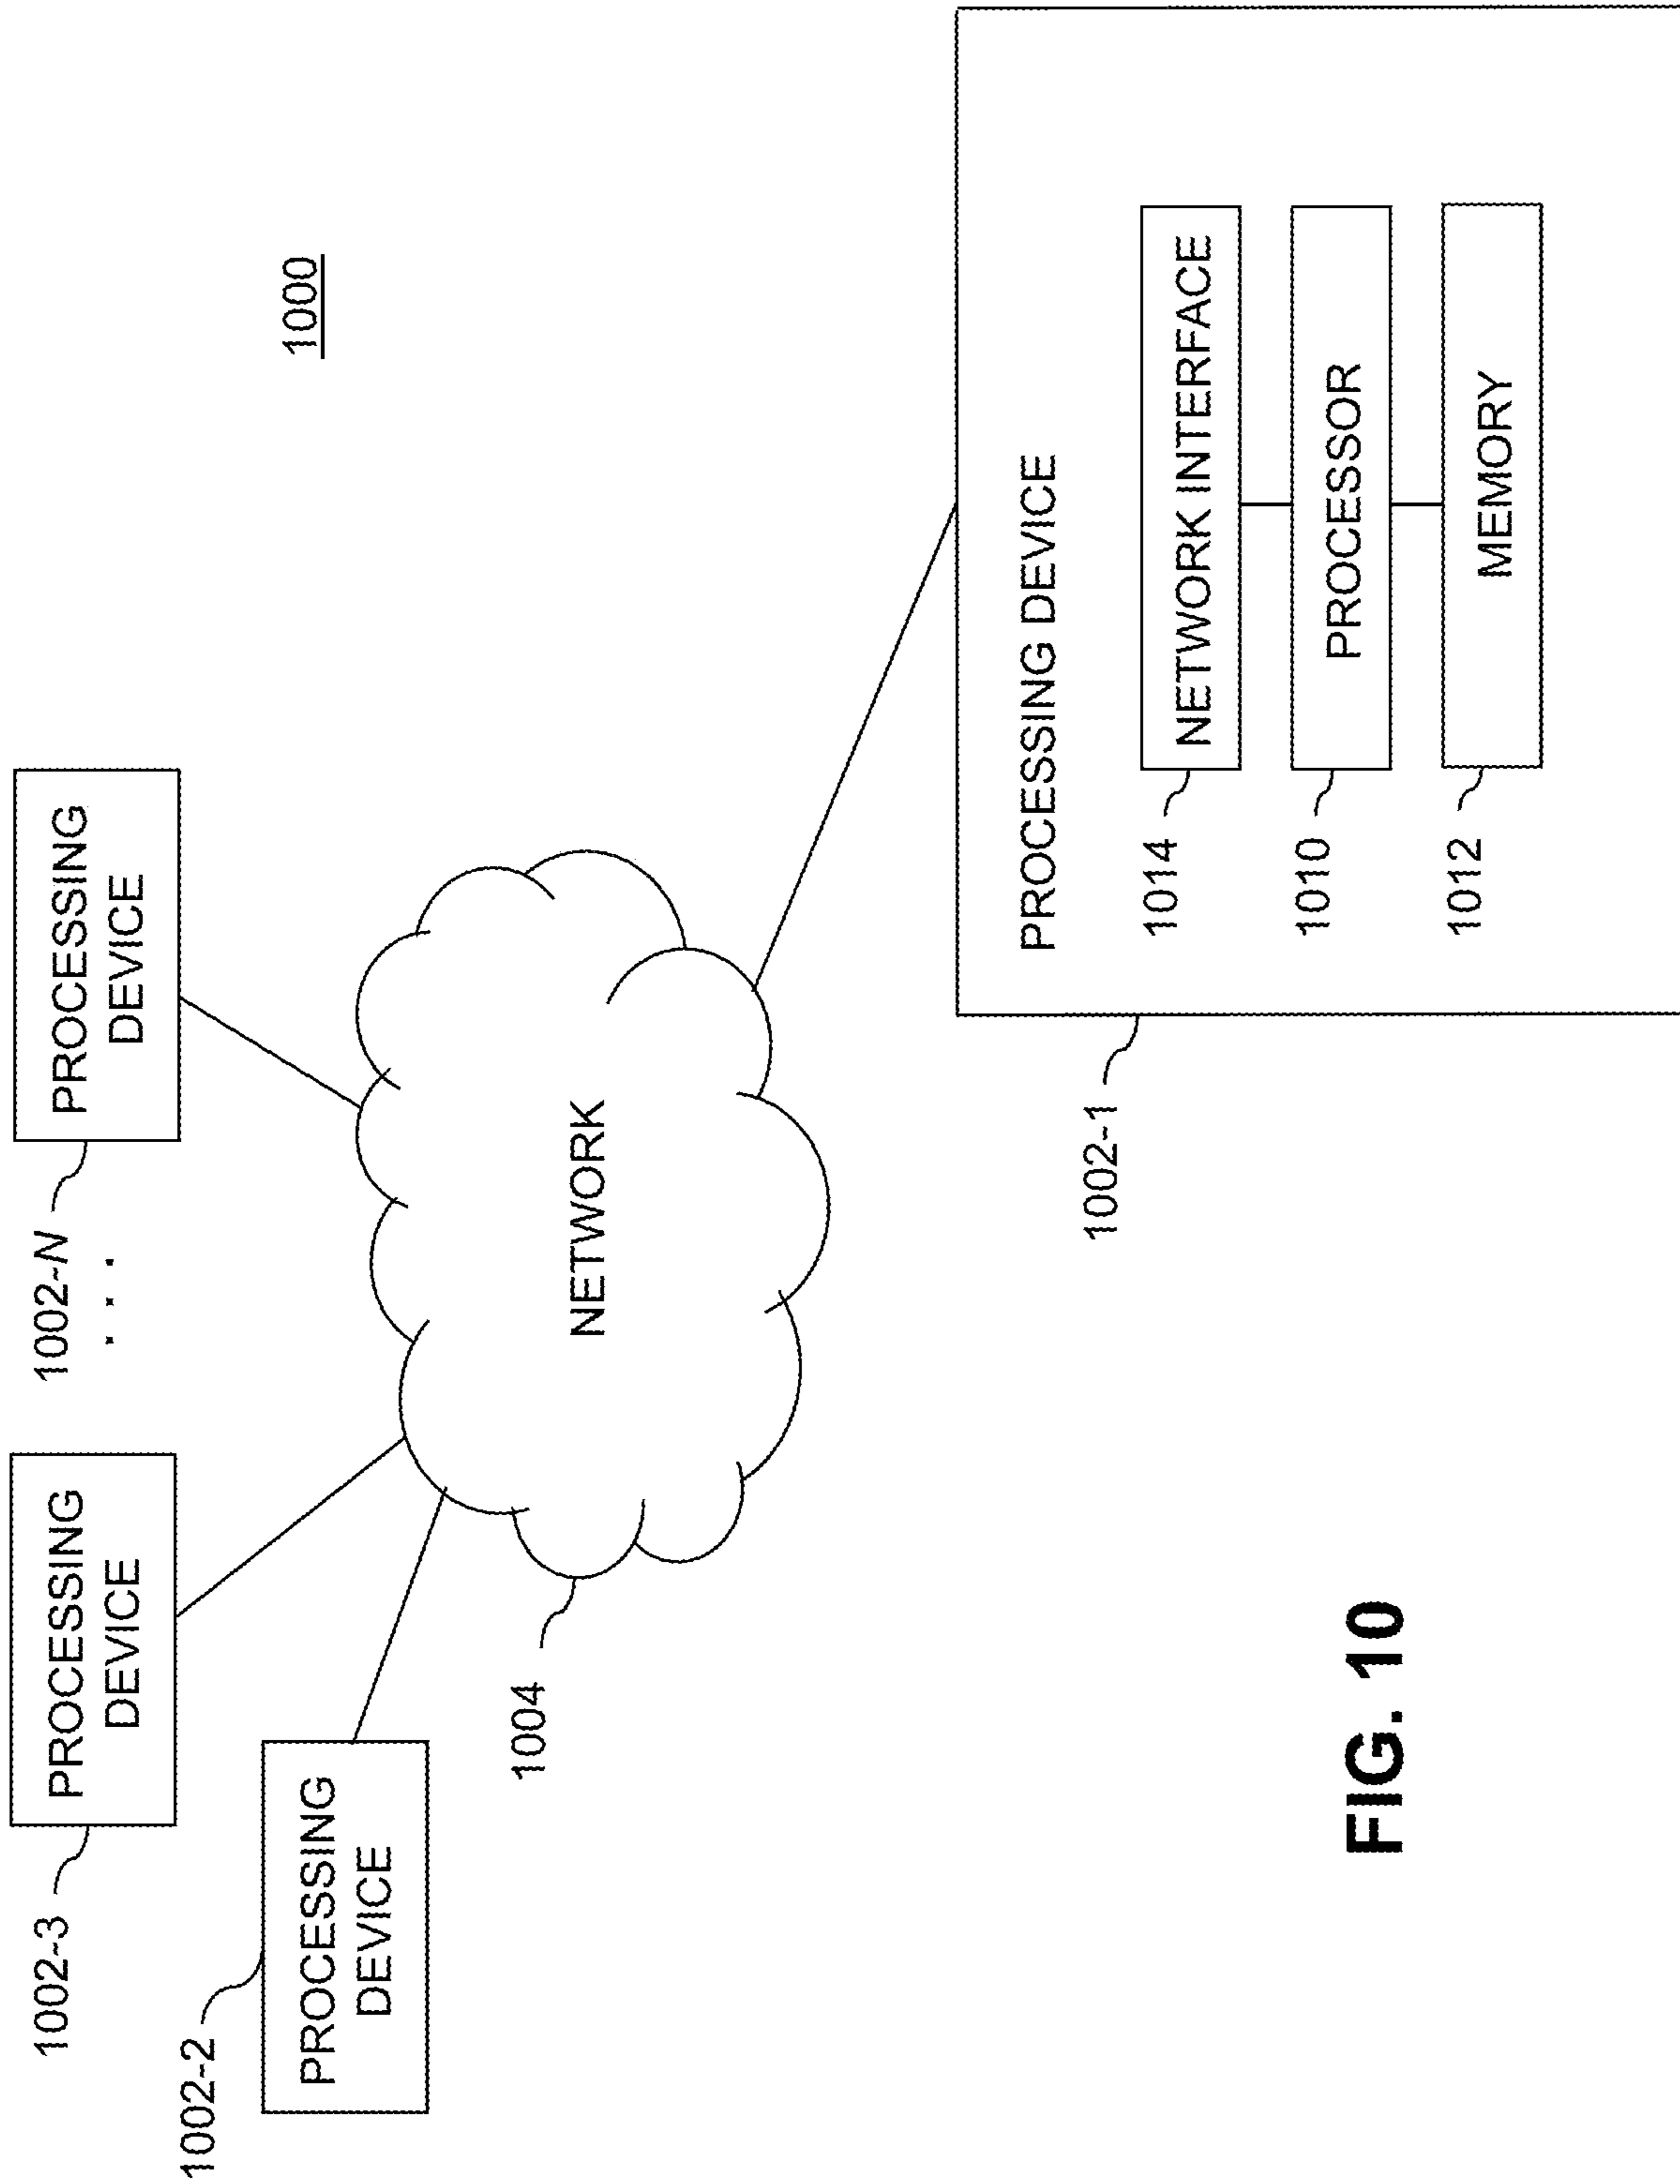 1002-3
PROCESSING
DEVICE
1002-N
. . .
PROCESSING
DEVICE
1002-2
PROCESSING
DEVICE
1000
1004
NETWORK
1002-1
PROCESSING DEVICE
1014
NETWORK INTERFACE
1010
PROCESSOR
1012
MEMORY
FIG. 10